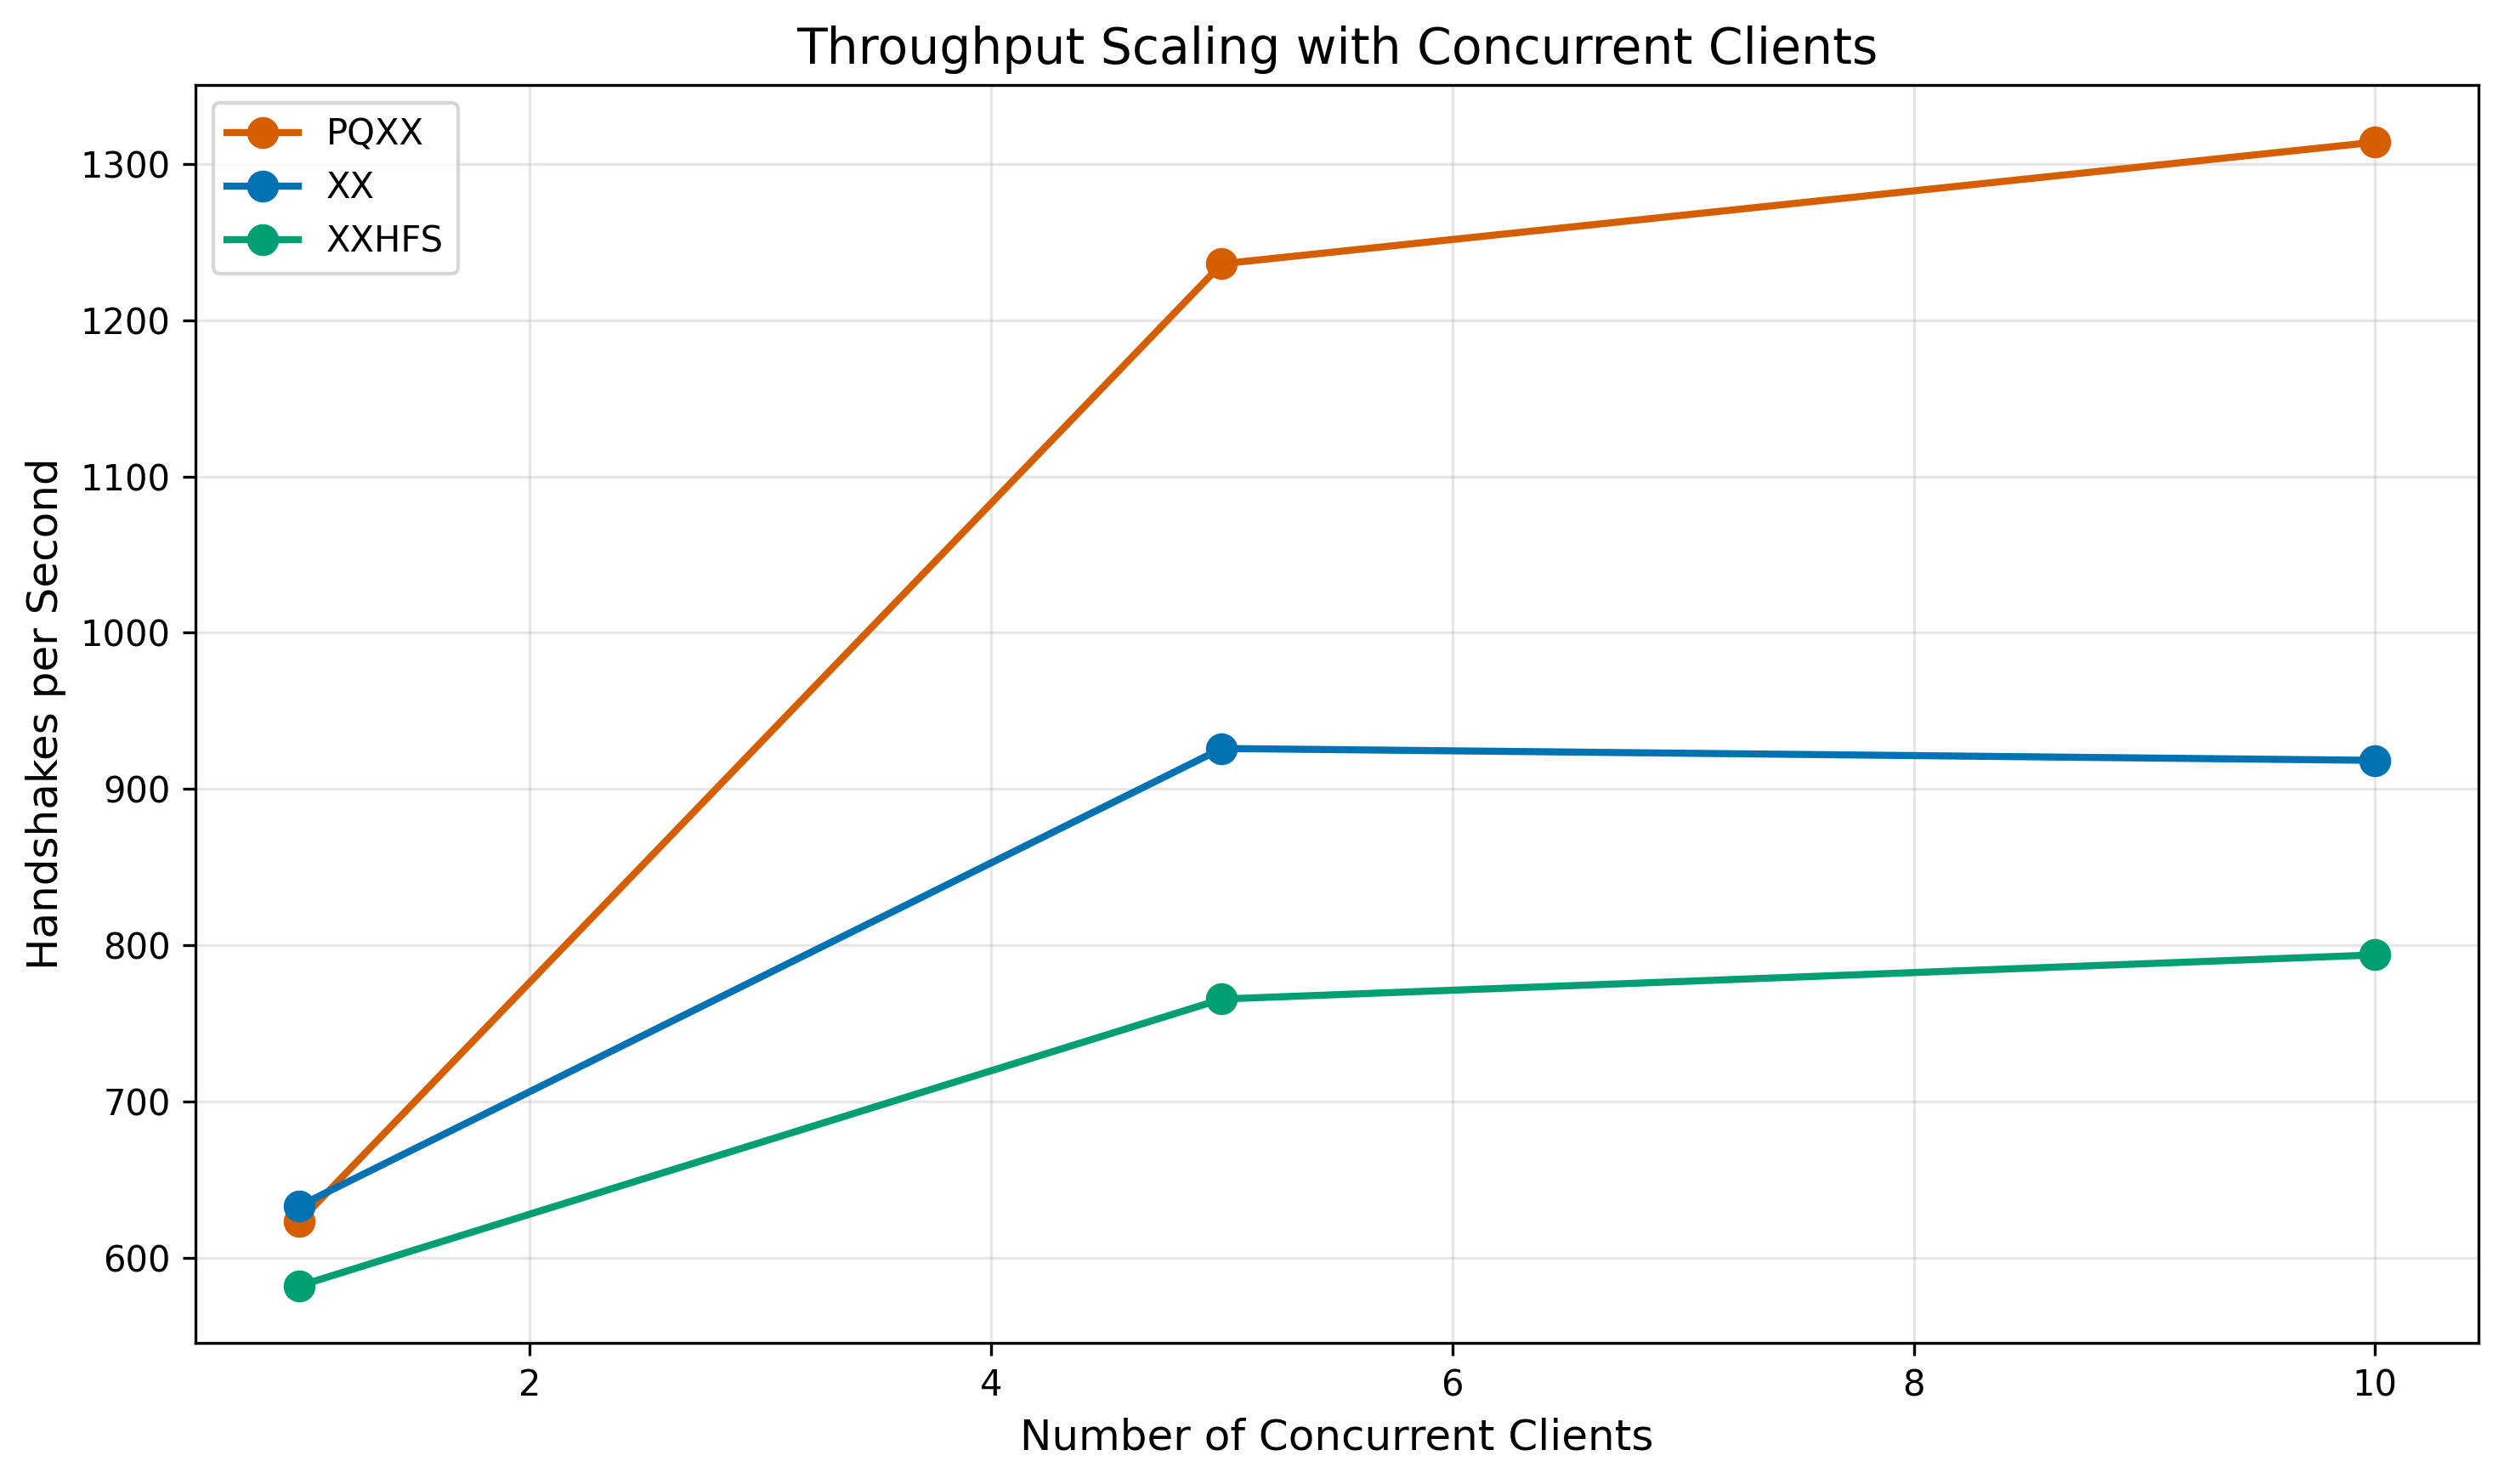 Throughput Scaling with Concurrent Clients
PQXX
XX
XXHFS
1300
1200
1100
1000
900
800
700
600
Handshakes per Second
2 4 6 8 10
Number of Concurrent Clients